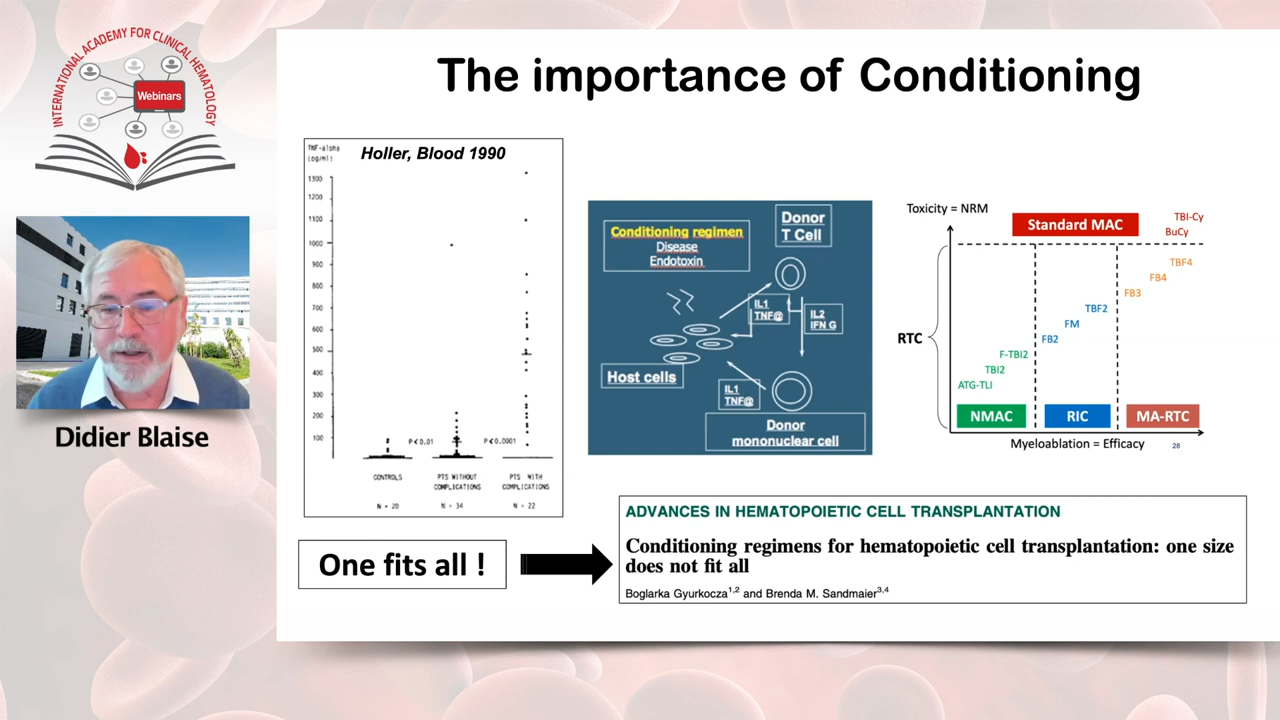 INTERNATIONAL ACADEMY FOR CLINICAL HEMATOLOGY
Webinars
Didier Blaise
The importance of Conditioning
TNF-alpha
(pg/ml)
Holler, Blood 1990
1300
1200
1100
1000
900
800
700
600
500
400
300
200
100
P<0.01
P<0.0001
CONTROLS
PTS WITHOUT
COMPLICATIONS
PTS WITH
COMPLICATIONS
N = 20
N = 34
N = 22
Conditioning regimen
Disease
Endotoxin
Donor
T Cell
IL1
TNF@
IL2
IFN G
Host cells
IL1
TNF@
Donor
mononuclear cell
Toxicity = NRM
Standard MAC
TBI-Cy
BuCy
TBF4
FB4
FB3
TBF2
FM
FB2
RTC
F-TBI2
TBI2
ATG-TLI
NMAC
RIC
MA-RTC
Myeloablation = Efficacy
28
One fits all !
ADVANCES IN HEMATOPOIETIC CELL TRANSPLANTATION
Conditioning regimens for hematopoietic cell transplantation: one size
does not fit all
Boglarka Gyurkocza1,2 and Brenda M. Sandmaier3,4